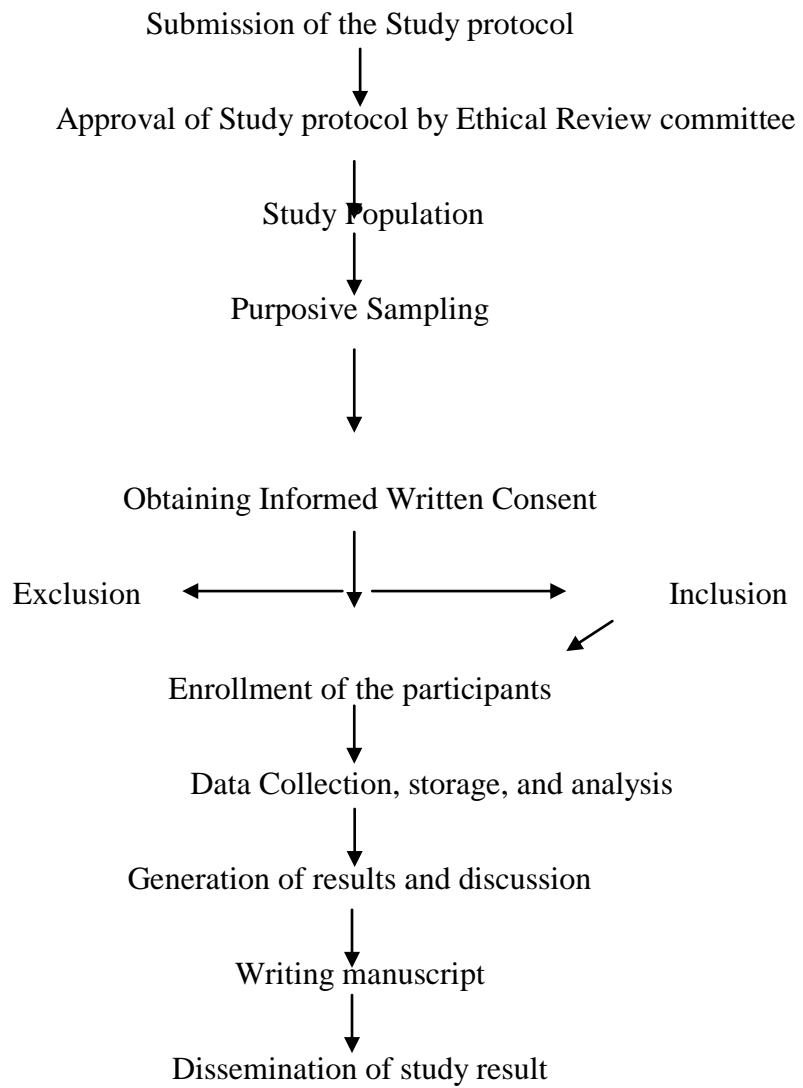 Submission of the Study protocol
Approval of Study protocol by Ethical Review committee
Study Population
Purposive Sampling
Obtaining Informed Written Consent
Exclusion Inclusion
Enrollment of the participants
Data Collection, storage, and analysis
Generation of results and discussion
Writing manuscript
Dissemination of study result